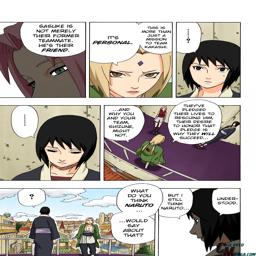 THIS IS
MORE THAN
JUST A
MISSION
TO TEAM
KAKASHI.
IT'S
PERSONAL.
SASUKE IS
NOT MERELY
THEIR FORMER
TEAMMATE.
HE'S THEIR
FRIEND.
?
THEY'VE
PLEDGED
THEIR LIVES TO
RESCUING HIM,
THEIR DESIRE
TO HONOR THAT
PLEDGE IS
WHY THEY WILL
SUCCEED...
...AND
WHY YOU
AND YOUR
TEAM,
SHIZUNE,
MIGHT
NOT.
...
UNDER-
STOOD.
BUT I
STILL
THINK
...
WHAT
DO YOU
THINK
NARUTO
...
...WOULD
SAY ABOUT
THAT?
?